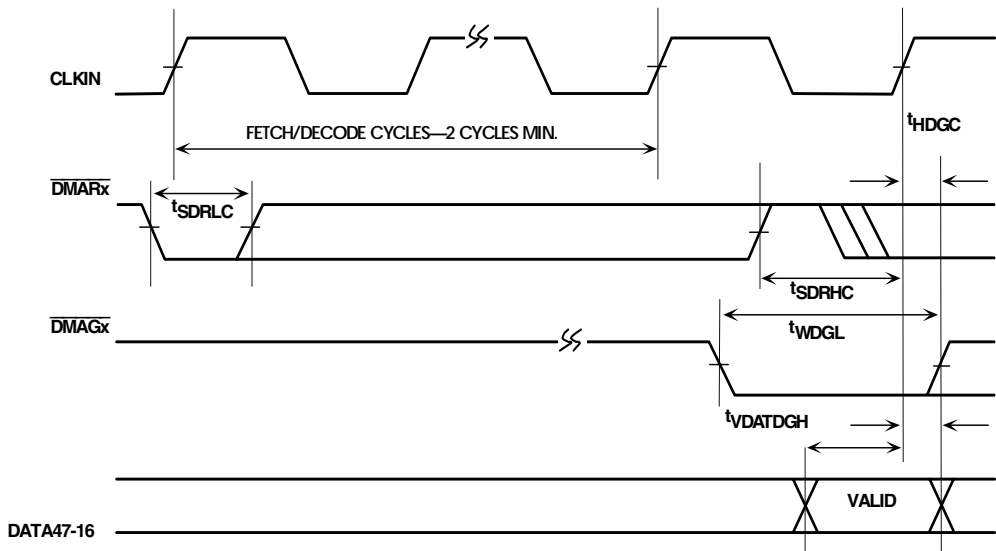 CLKIN
tHDGC
FETCH/DECODE CYCLES—2 CYCLES MIN.
DMARx
tSDRLC
tSDRHC
DMAGx
tWDGL
tVDATDGH
VALID
DATA47-16